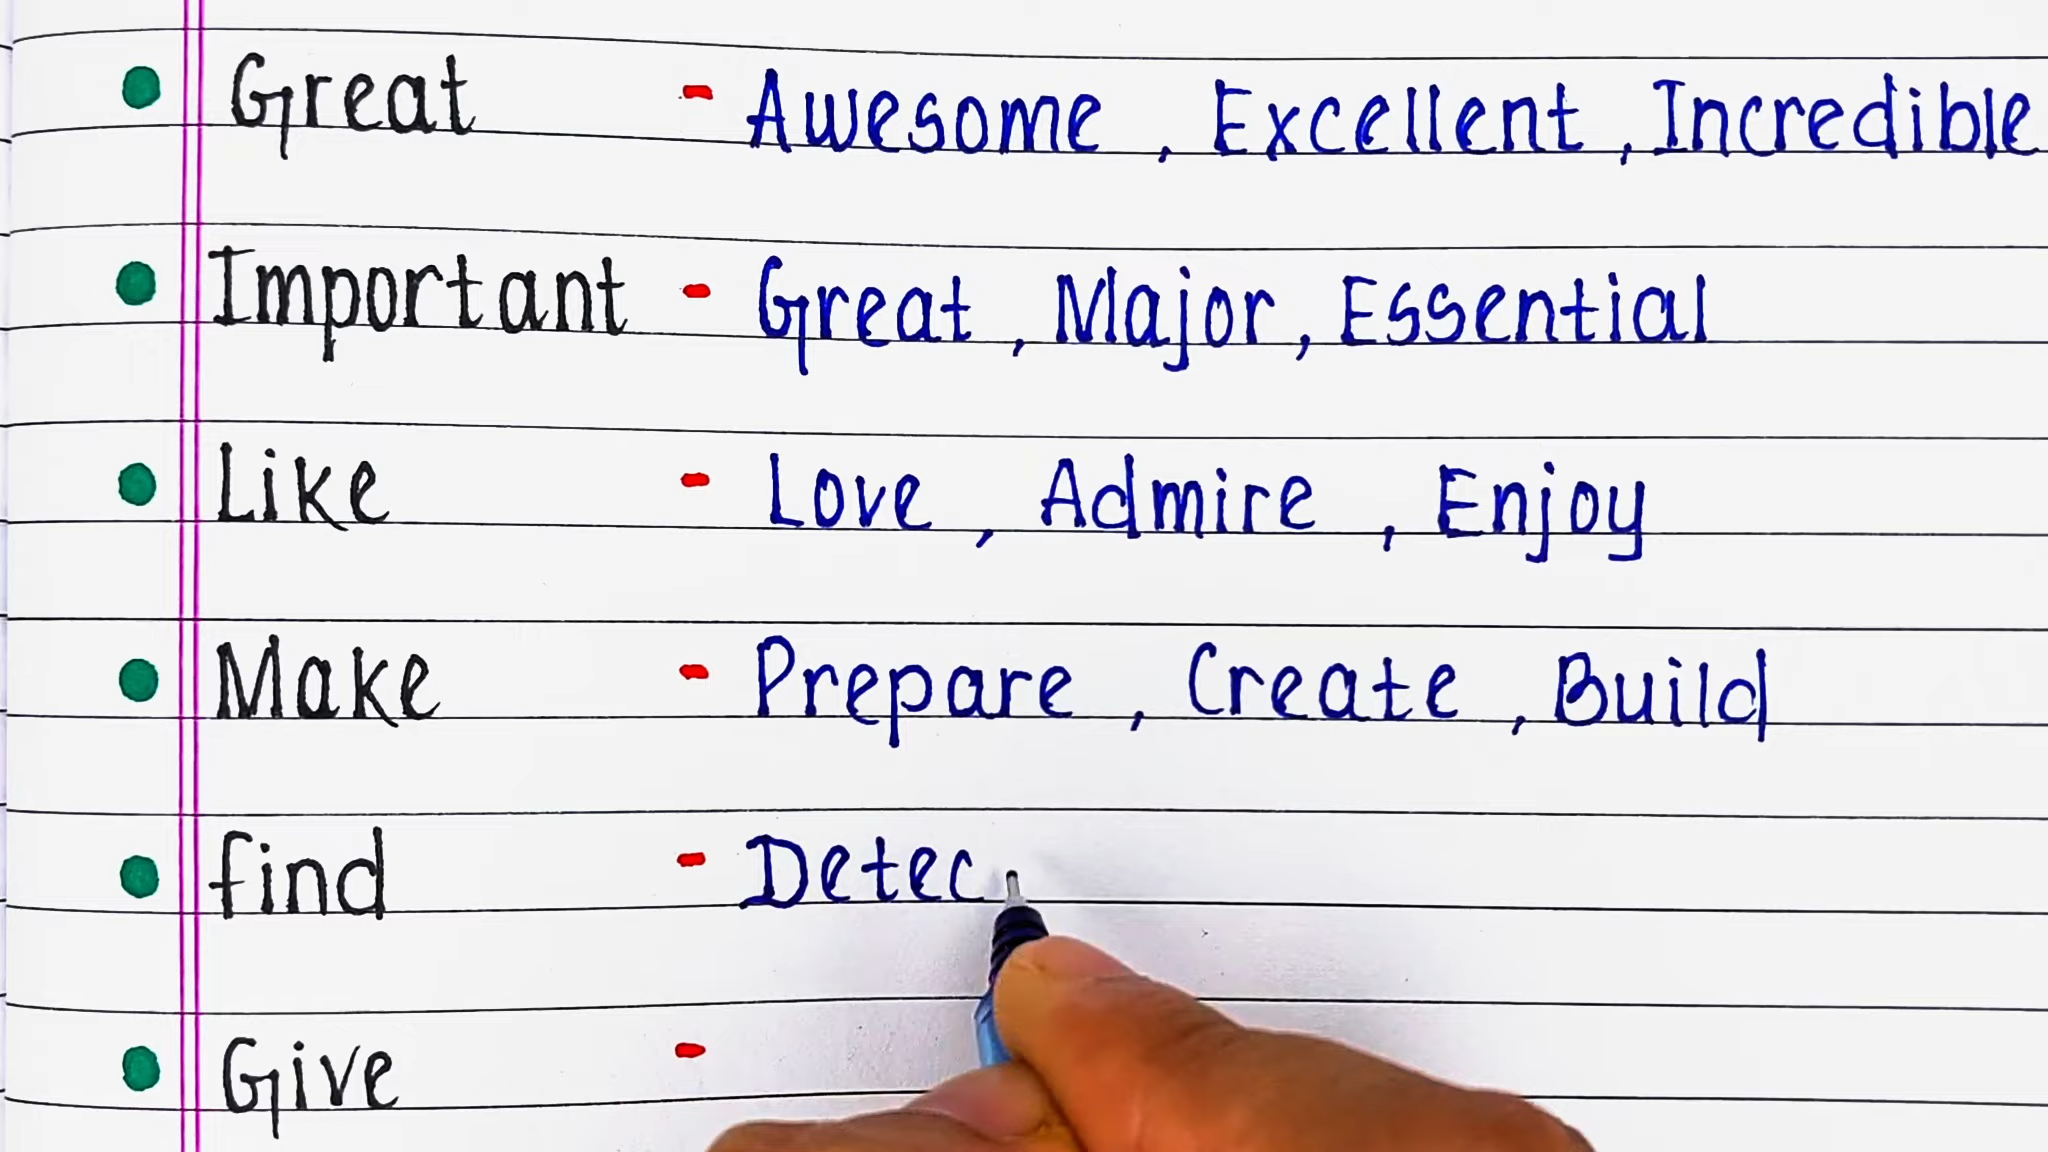 Great - Awesome , Excellent , Incredible
Important - Great , Major , Essential
Like - Love , Admire , Enjoy
Make - Prepare , Create , Build
find - Detec
Give -